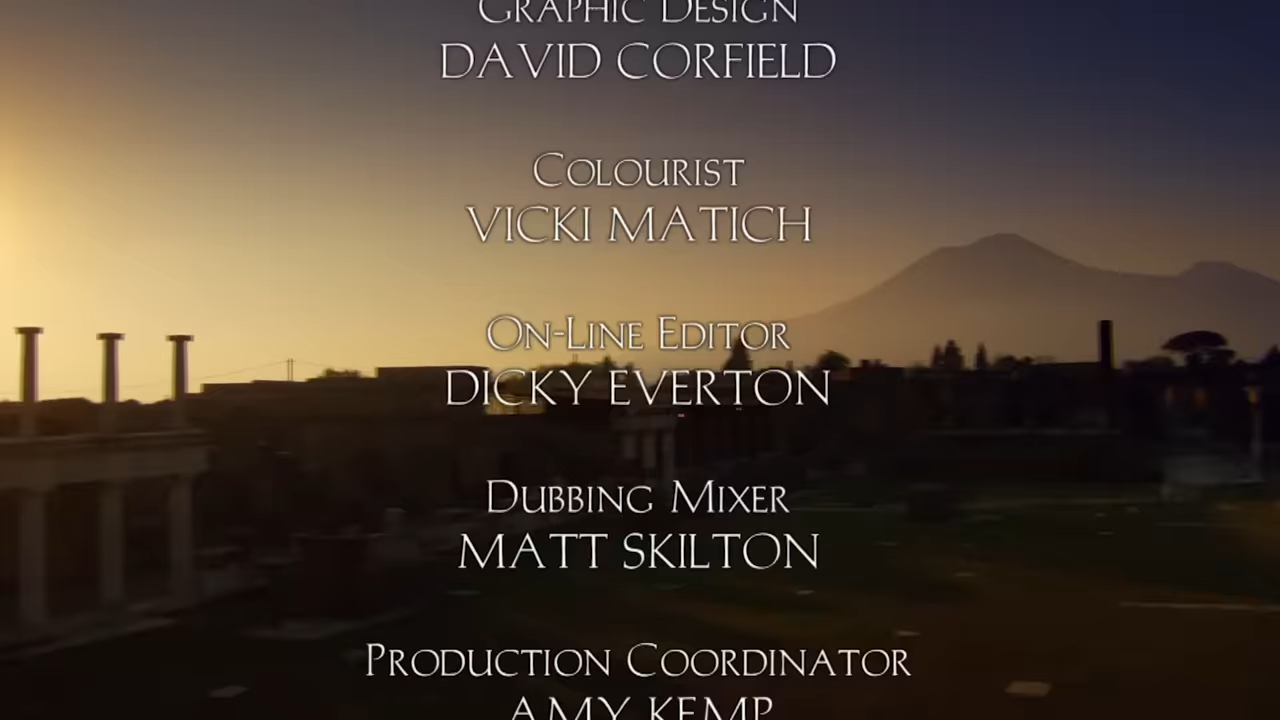 Graphic Design
DAVID CORFIELD
Colourist
VICKI MATICH
On-Line Editor
DICKY EVERTON
Dubbing Mixer
MATT SKILTON
Production Coordinator
AMY KEMP